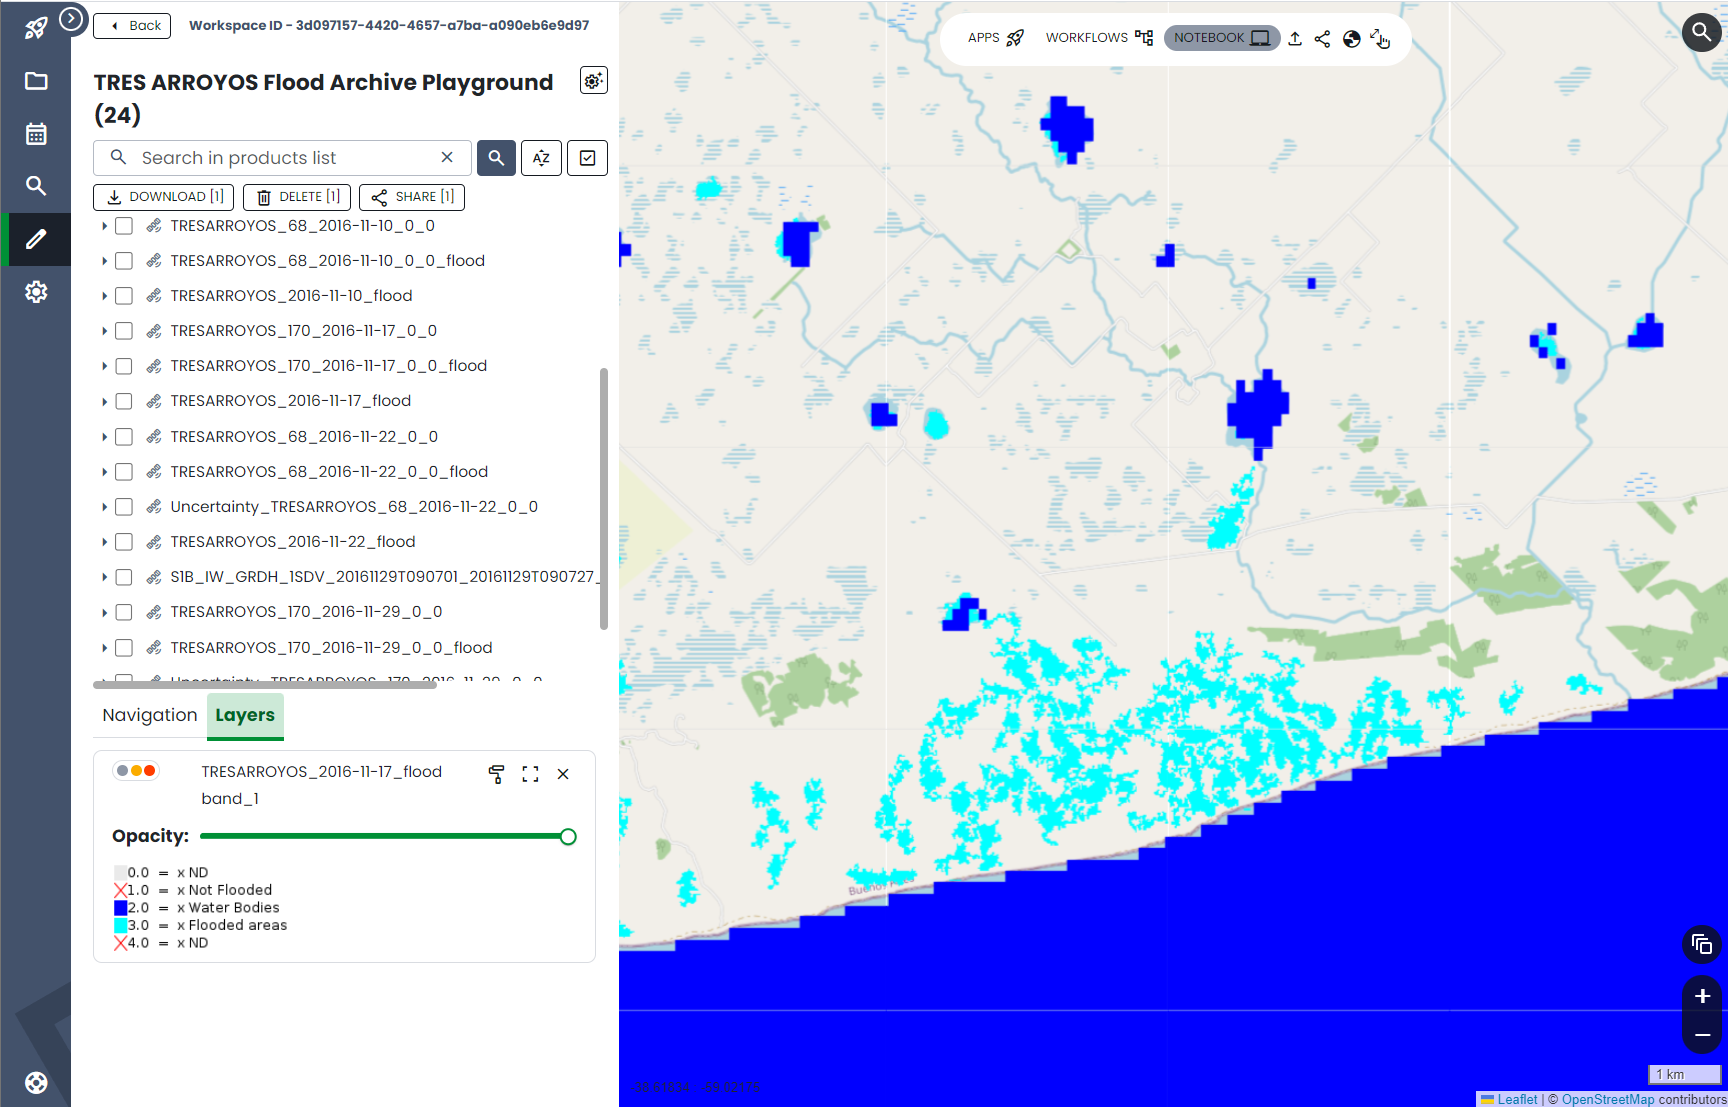 Back
Workspace ID - 3d097157-4420-4657-a7ba-a090eb6e9d97
TRES ARROYOS Flood Archive Playground
(24)
Search in products list
AZ
DOWNLOAD [1]
DELETE [1]
SHARE [1]
TRESARROYOS_68_2016-11-10_0_0
TRESARROYOS_68_2016-11-10_0_0_flood
TRESARROYOS_2016-11-10_flood
TRESARROYOS_170_2016-11-17_0_0
TRESARROYOS_170_2016-11-17_0_0_flood
TRESARROYOS_2016-11-17_flood
TRESARROYOS_68_2016-11-22_0_0
TRESARROYOS_68_2016-11-22_0_0_flood
Uncertainty_TRESARROYOS_68_2016-11-22_0_0
TRESARROYOS_2016-11-22_flood
S1B_IW_GRDH_1SDV_20161129T090701_20161129T090727_
TRESARROYOS_170_2016-11-29_0_0
TRESARROYOS_170_2016-11-29_0_0_flood
Uncertainty_TRESARROYOS_170_2016-11-29_0_0
Navigation
Layers
TRESARROYOS_2016-11-17_flood
band_1
Opacity:
0.0 = x ND
1.0 = x Not Flooded
2.0 = x Water Bodies
3.0 = x Flooded areas
4.0 = x ND
APPS
WORKFLOWS
NOTEBOOK
+
−
1 km
Leaflet | © OpenStreetMap contributors